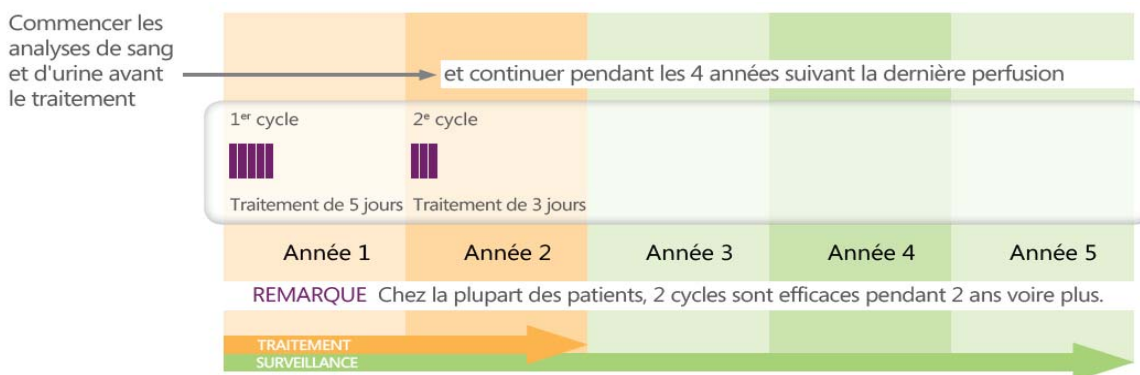 Commencer les
analyses de sang
et d'urine avant
le traitement
et continuer pendant les 4 années suivant la dernière perfusion
1er cycle
2e cycle
Traitement de 5 jours
Traitement de 3 jours
Année 1
Année 2
Année 3
Année 4
Année 5
REMARQUE Chez la plupart des patients, 2 cycles sont efficaces pendant 2 ans voire plus.
TRAITEMENT
SURVEILLANCE